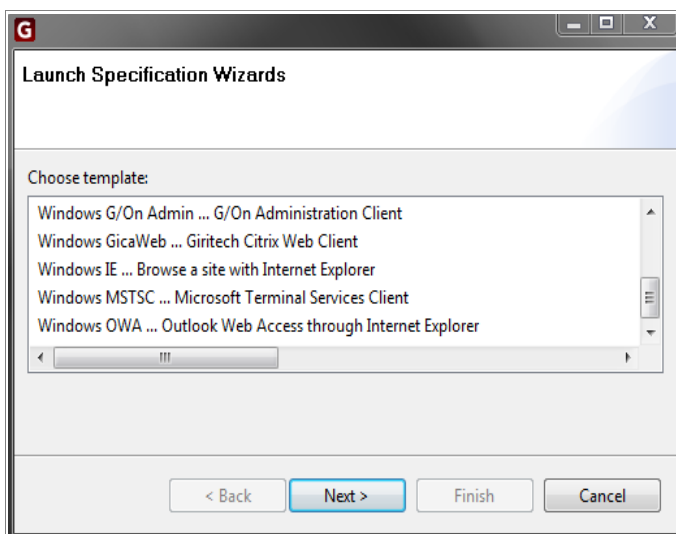 G
X
Launch Specification Wizards
Choose template:
Windows G/On Admin ... G/On Administration Client
Windows GicaWeb ... Giritech Citrix Web Client
Windows IE ... Browse a site with Internet Explorer
Windows MSTSC ... Microsoft Terminal Services Client
Windows OWA ... Outlook Web Access through Internet Explorer
< Back
Next >
Finish
Cancel